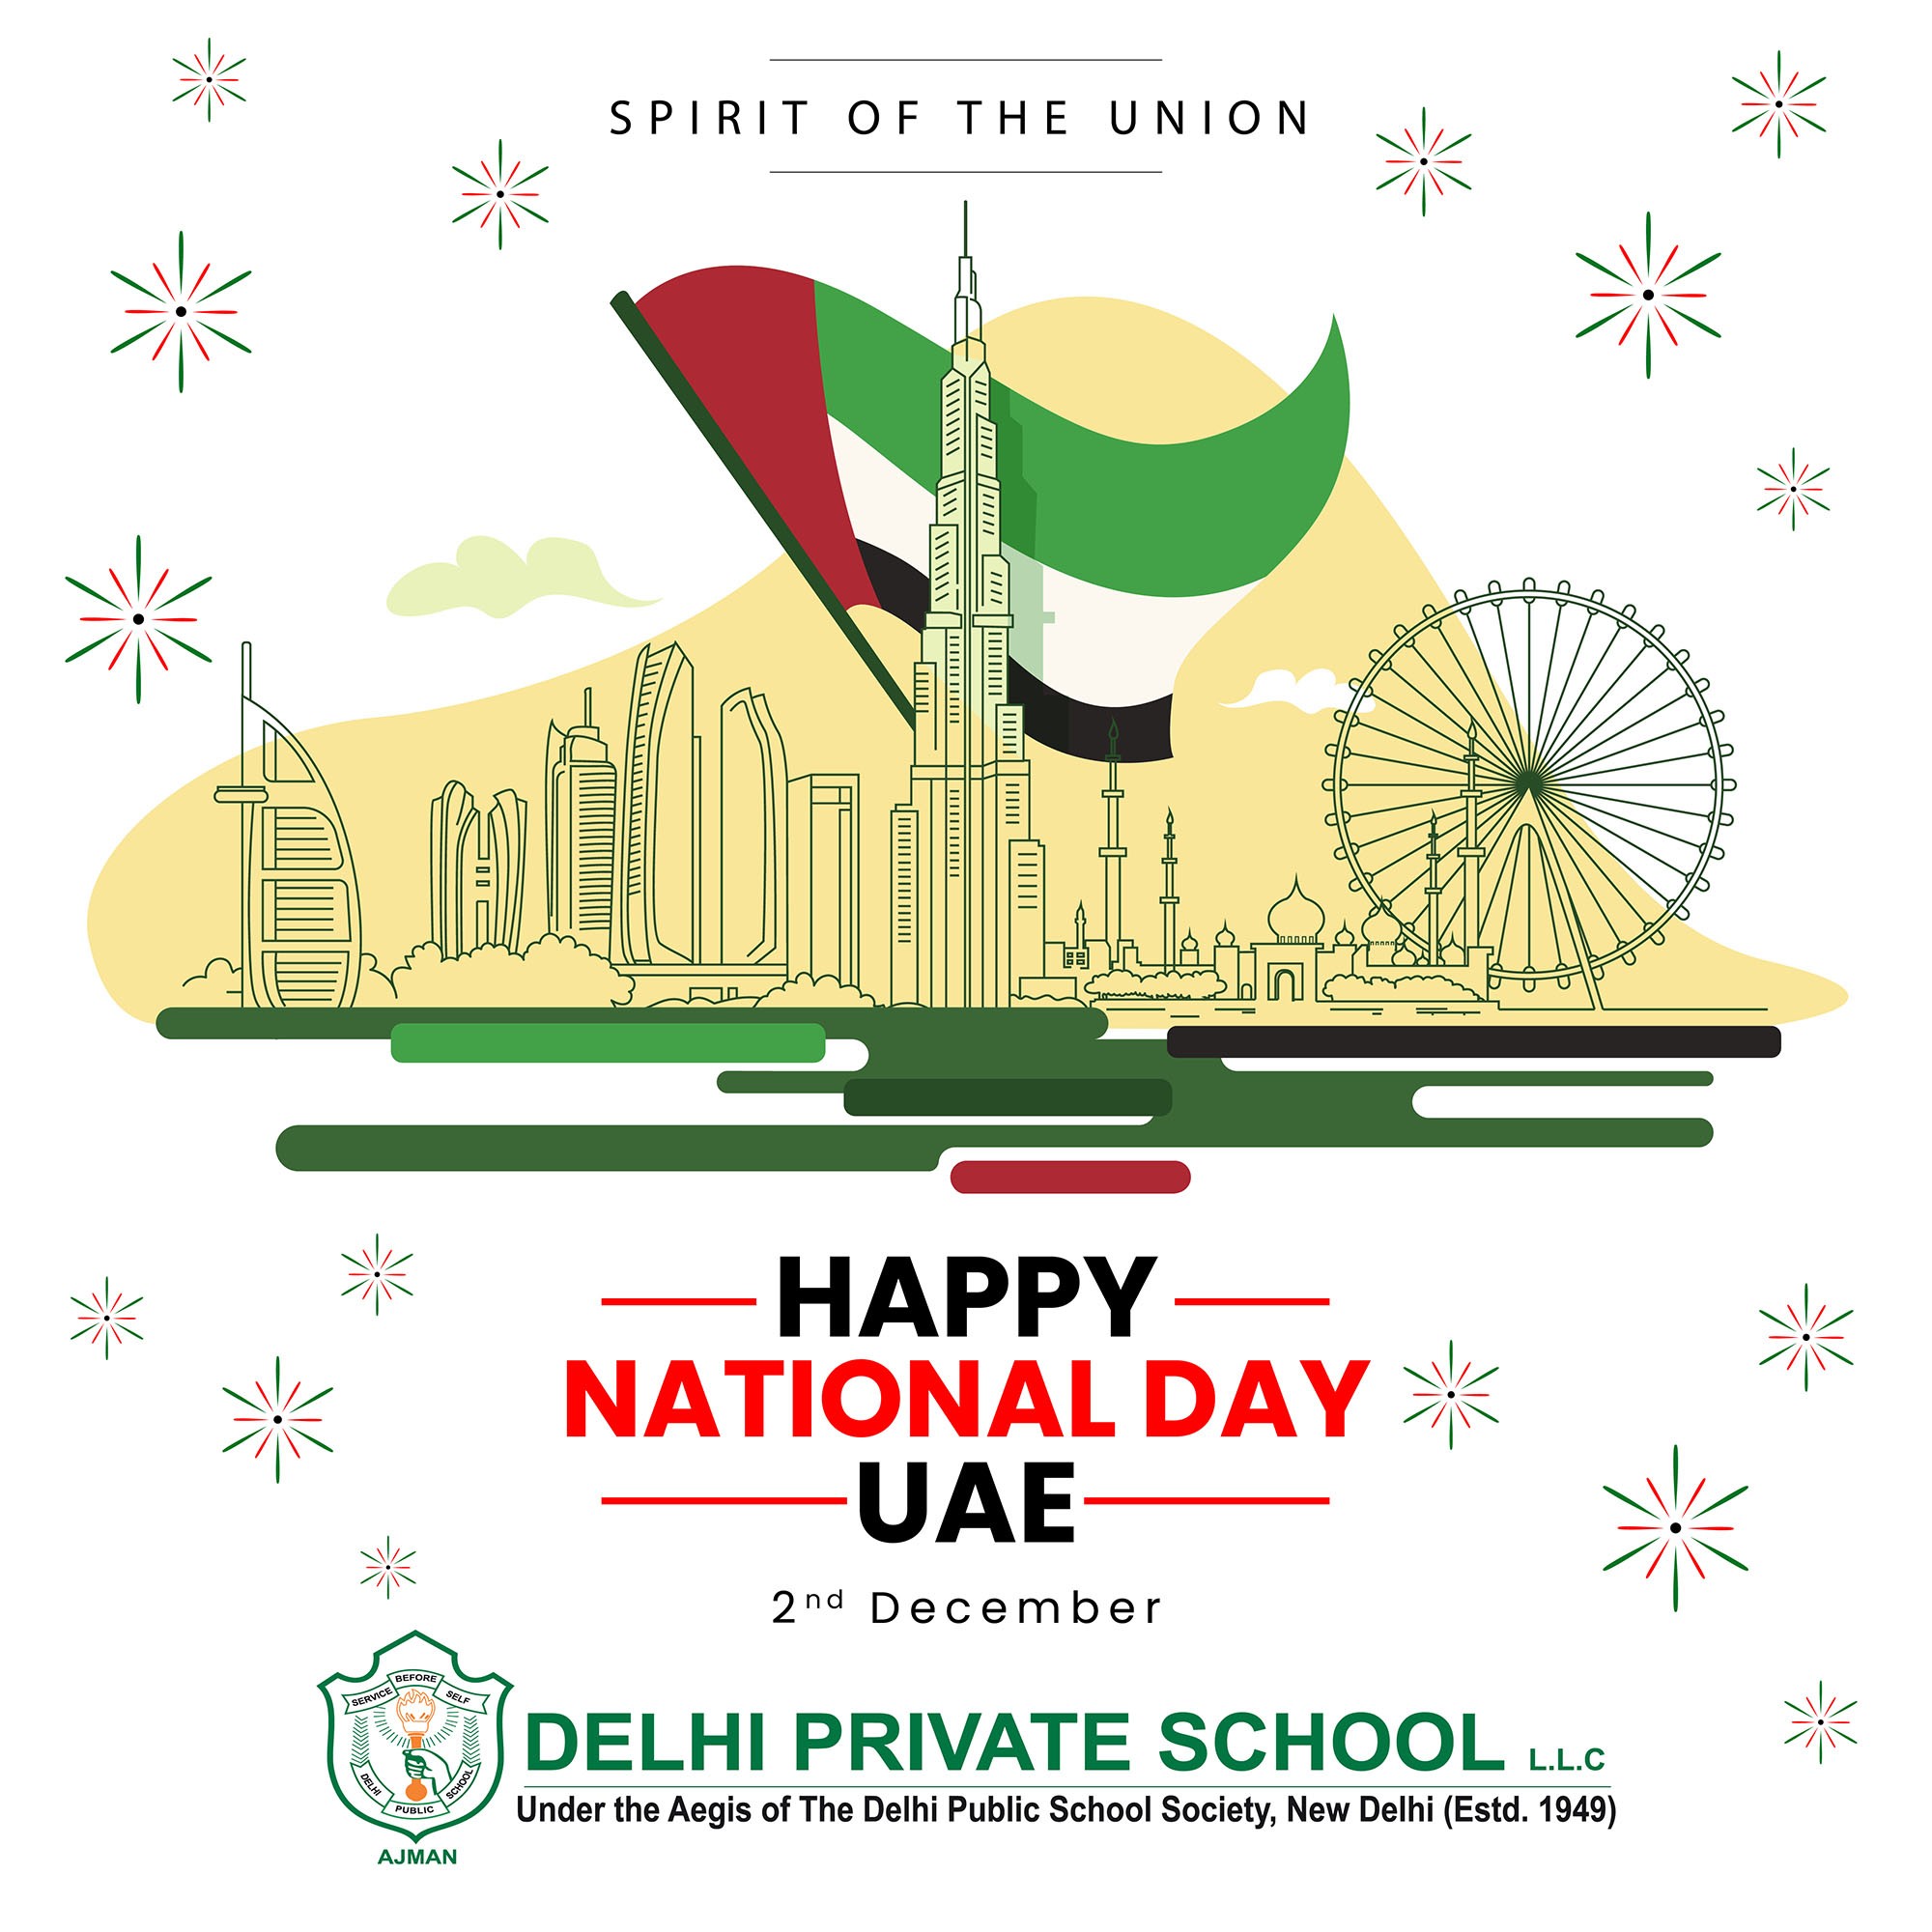 SPIRIT OF THE UNION
HAPPY
NATIONAL DAY
UAE
2nd December
SERVICE BEFORE SELF
DELHI PUBLIC SCHOOL
AJMAN
DELHI PRIVATE SCHOOL L.L.C
Under the Aegis of The Delhi Public School Society, New Delhi (Estd. 1949)